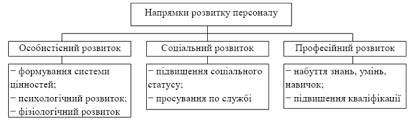 Напрямки розвитку персоналу
Особистісний розвиток
− формування системи
цінностей;
− психологічний розвиток;
− фізіологічний розвиток
Соціальний розвиток
− підвищення соціального
статусу;
− просування по службі
Професійний розвиток
− набуття знань, умінь,
навичок;
− підвищення кваліфікації